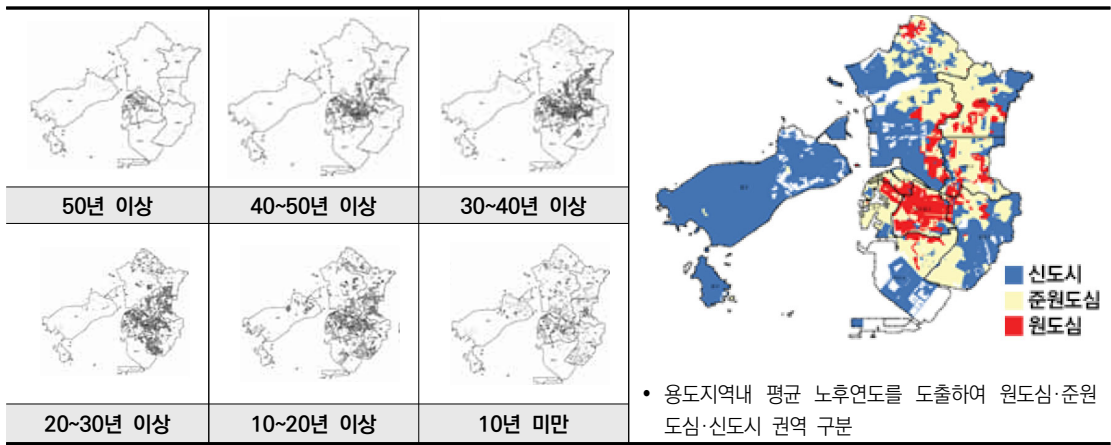 50년 이상
40~50년 이상
30~40년 이상
20~30년 이상
10~20년 이상
10년 미만
신도시
준원도심
원도심
• 용도지역내 평균 노후연도를 도출하여 원도심·준원
도심·신도시 권역 구분